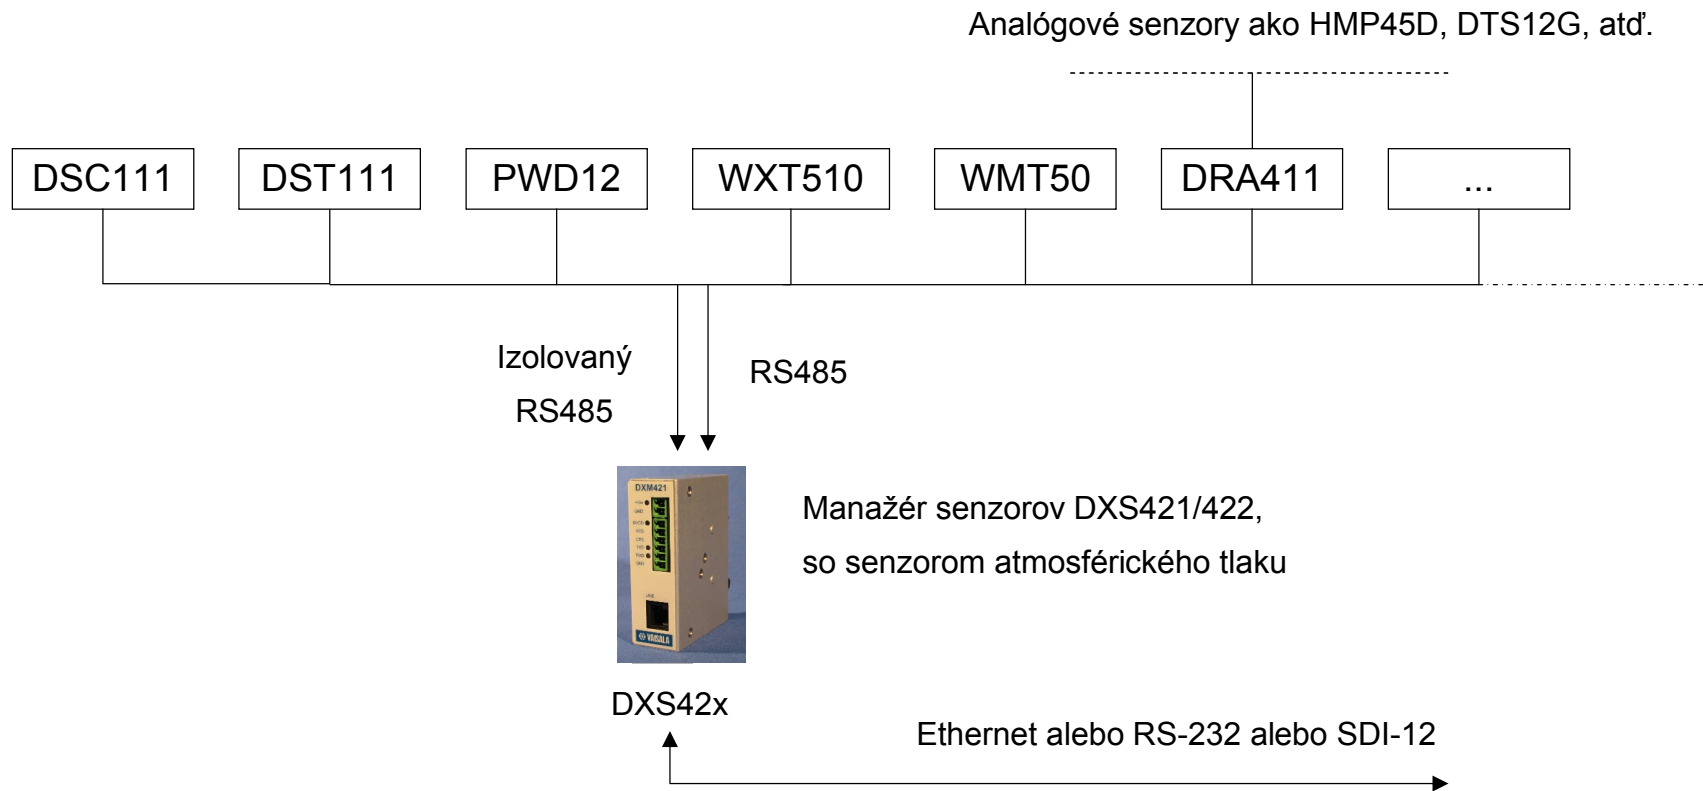 Analógové senzory ako HMP45D, DTS12G, atď.
DSC111 DST111 PWD12 WXT510 WMT50 DRA411 ...
Izolovaný
RS485
RS485
DXM421
GND
VAISALA
Manažér senzorov DXS421/422,
so senzorom atmosférického tlaku
DXS42x
Ethernet alebo RS-232 alebo SDI-12